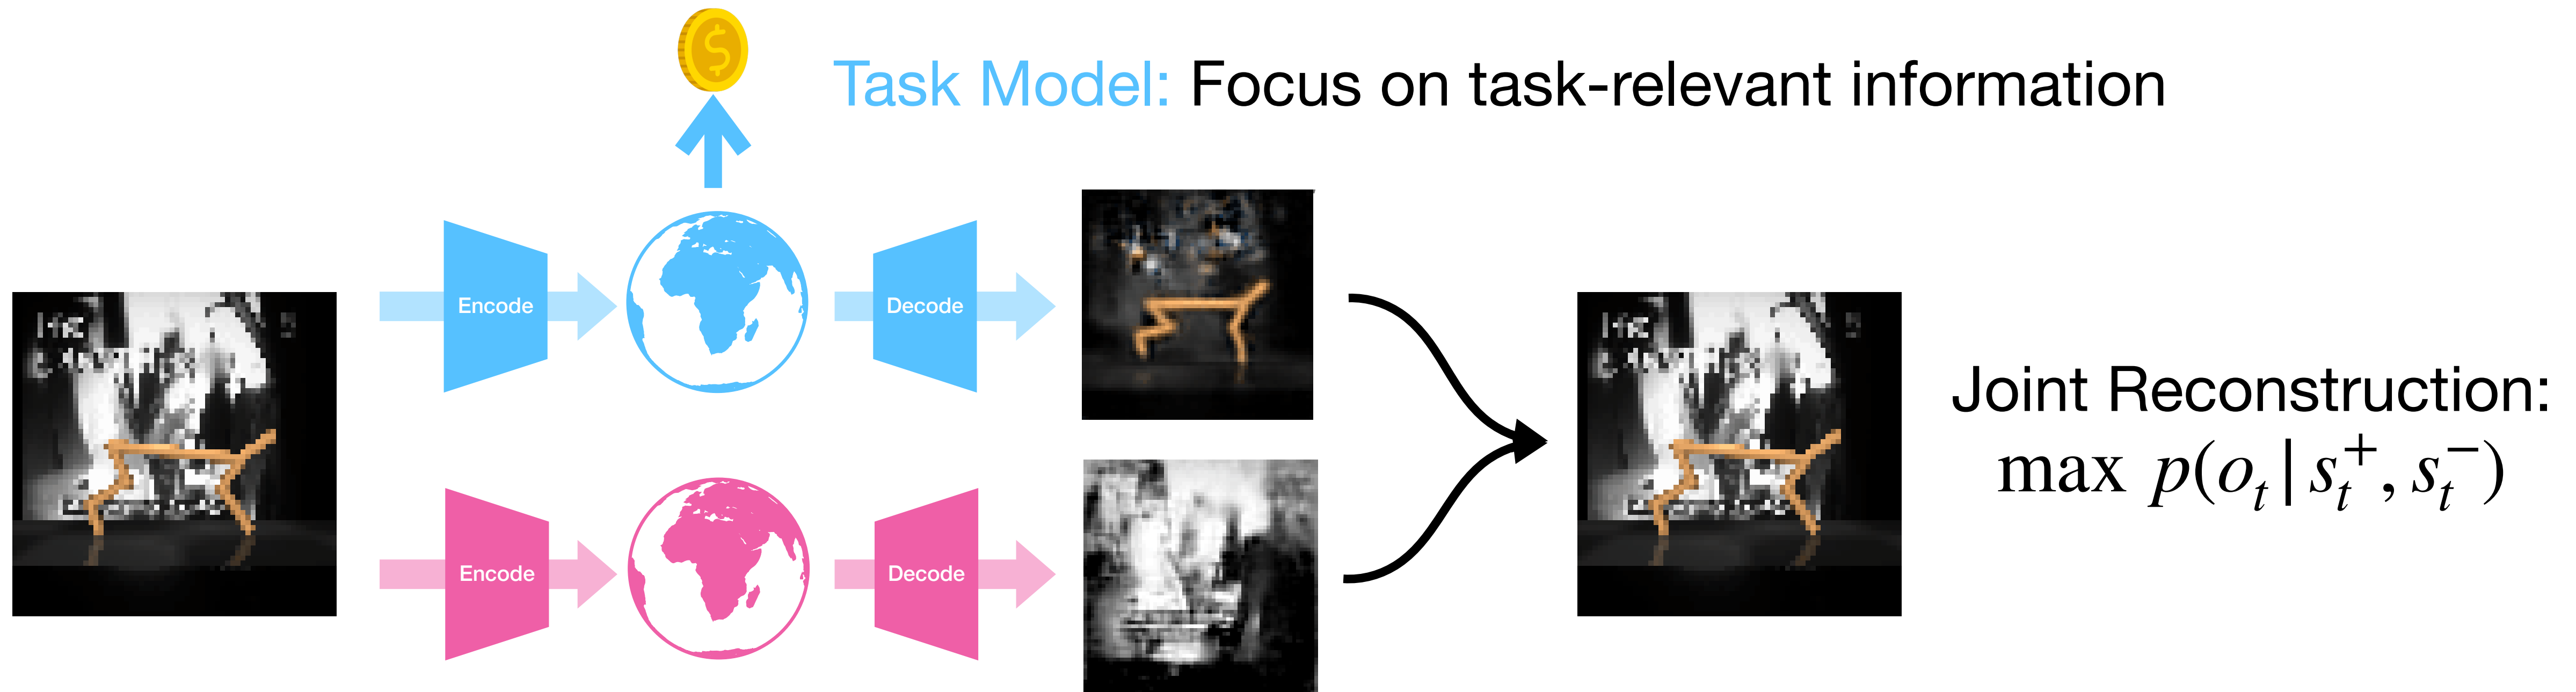 $
Task Model: Focus on task-relevant information
Encode
Decode
Encode
Decode
Joint Reconstruction:
max p(o_t | s_t^+, s_t^-)